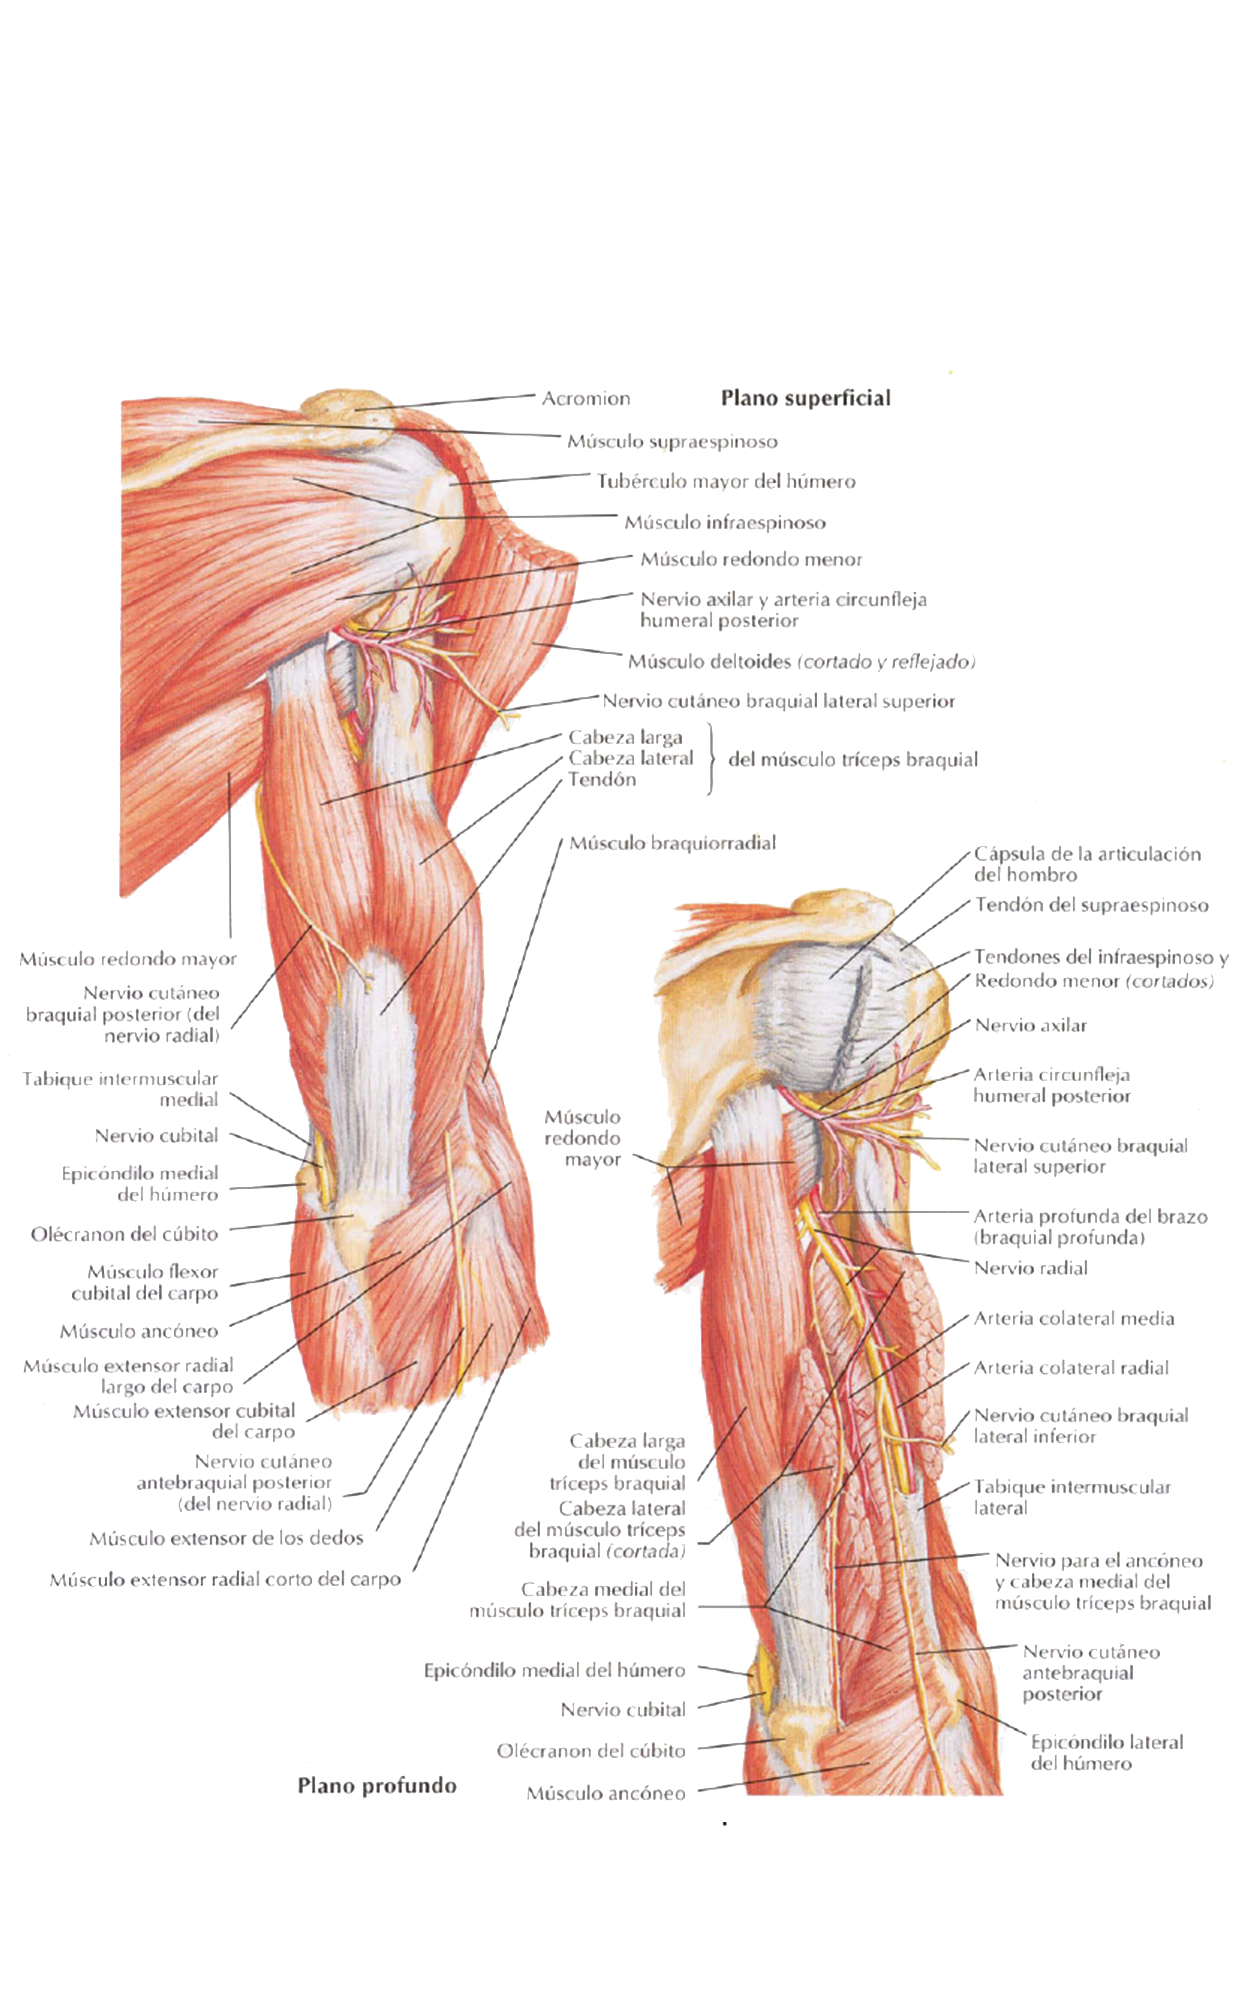 Acromion
Plano superficial
Músculo supraespinoso
Tubérculo mayor del húmero
Músculo infraespinoso
Músculo redondo menor
Nervio axilar y arteria circunfleja
humeral posterior
Músculo deltoides (cortado y reflejado)
Nervio cutáneo braquial lateral superior
Cabeza larga
Cabeza lateral
Tendón
del músculo tríceps braquial
Músculo braquiorradial
Músculo redondo mayor
Nervio cutáneo
braquial posterior (del
nervio radial)
Tabique intermuscular
medial
Nervio cubital
Epicóndilo medial
del húmero
Olécranon del cúbito
Músculo flexor
cubital del carpo
Músculo ancóneo
Músculo extensor radial
largo del carpo
Músculo extensor cubital
del carpo
Nervio cutáneo
antebraquial posterior
(del nervio radial)
Músculo extensor de los dedos
Músculo extensor radial corto del carpo
Cápsula de la articulación
del hombro
Tendón del supraespinoso
Tendones del infraespinoso y
Redondo menor (cortados)
Nervio axilar
Arteria circunfleja
humeral posterior
Músculo
redondo
mayor
Nervio cutáneo braquial
lateral superior
Arteria profunda del brazo
(braquial profunda)
Nervio radial
Arteria colateral media
Arteria colateral radial
Nervio cutáneo braquial
lateral inferior
Cabeza larga
del músculo
tríceps braquial
Cabeza lateral
del músculo tríceps
braquial (cortada)
Tabique intermuscular
lateral
Nervio para el ancóneo
y cabeza medial del
músculo tríceps braquial
Cabeza medial del
músculo tríceps braquial
Nervio cutáneo
antebraquial
posterior
Epicóndilo medial del húmero
Nervio cubital
Epicóndilo lateral
del húmero
Olécranon del cúbito
Músculo ancóneo
Plano profundo